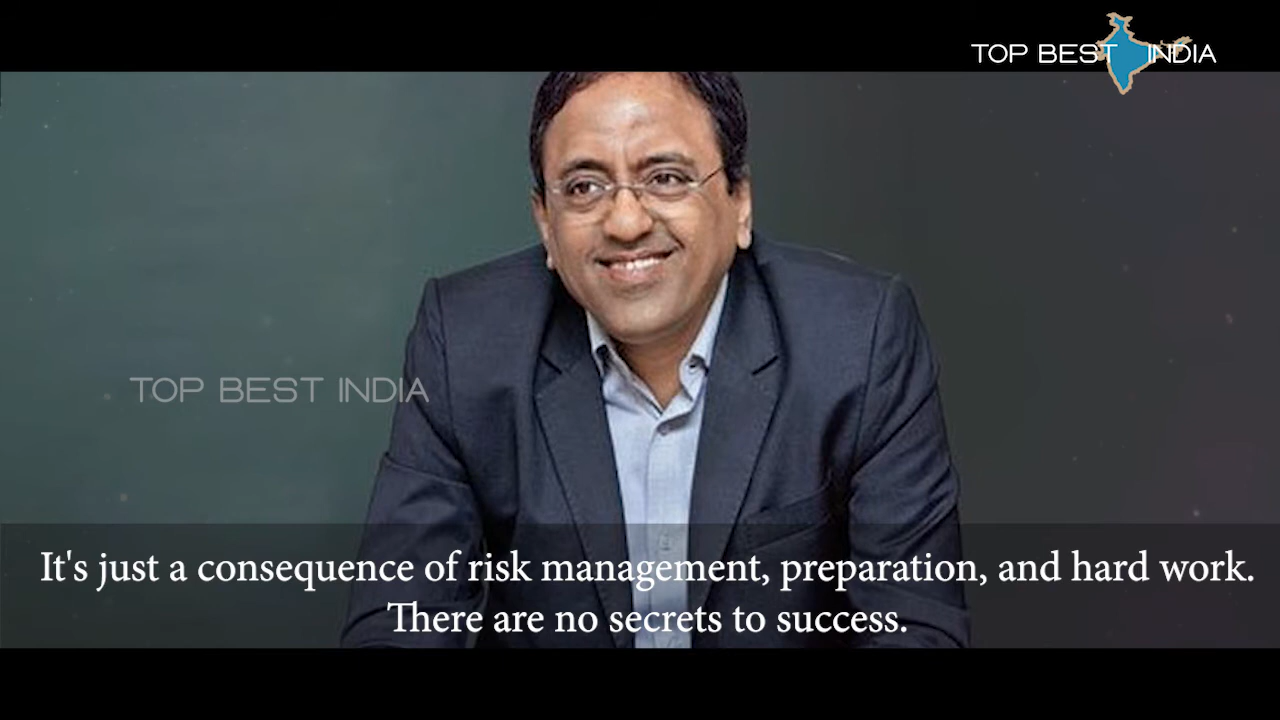 TOP BEST INDIA
TOP BEST INDIA
It's just a consequence of risk management, preparation, and hard work.
There are no secrets to success.